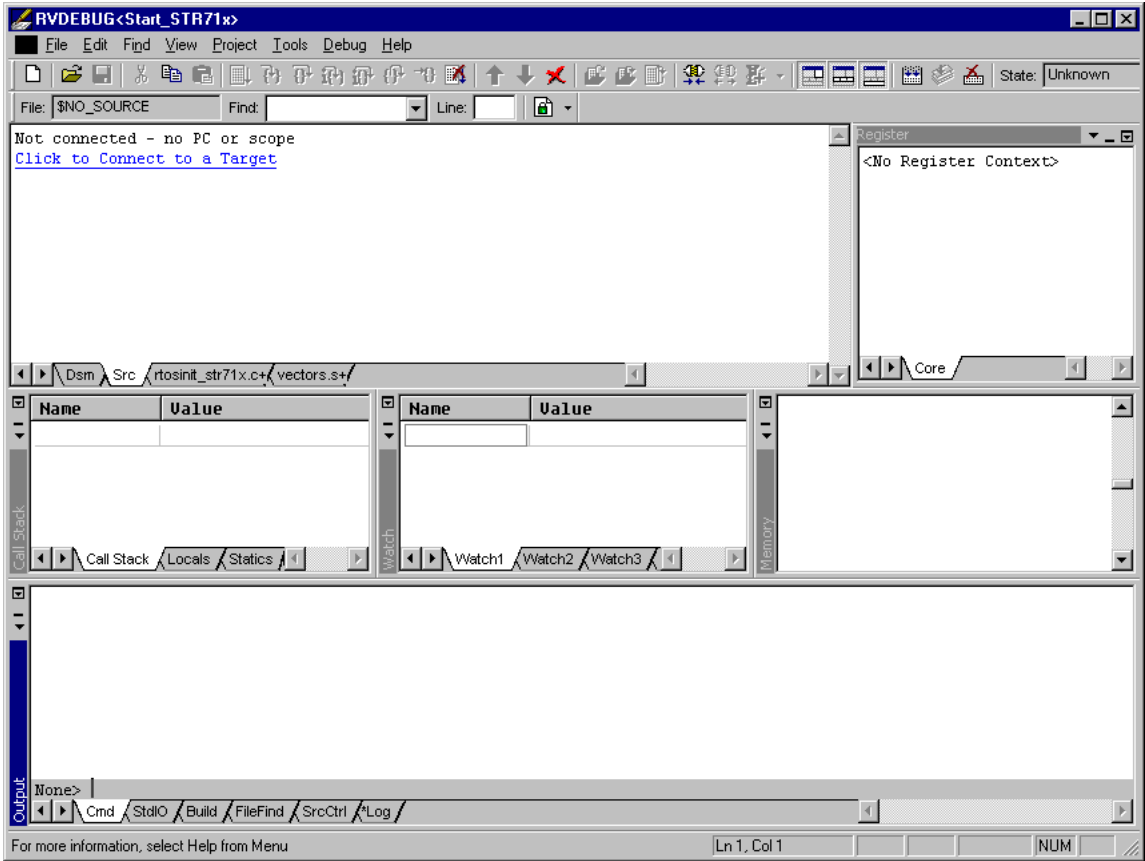 RVDEBUG<Start_STR71x>
File Edit Find View Project Tools Debug Help
State: Unknown
File: $NO_SOURCE Find: Line:
Not connected - no PC or scope
Click to Connect to a Target
Dsm Src rtosinit_str71x.c+ vectors.s+
Register
<No Register Context>
Core
Name Value
Call Stack
Call Stack Locals Statics
Name Value
Watch
Watch1 Watch2 Watch3
Memory
Output
None>
Cmd StdIO Build FileFind SrcCtrl *Log
For more information, select Help from Menu Ln 1, Col 1 NUM